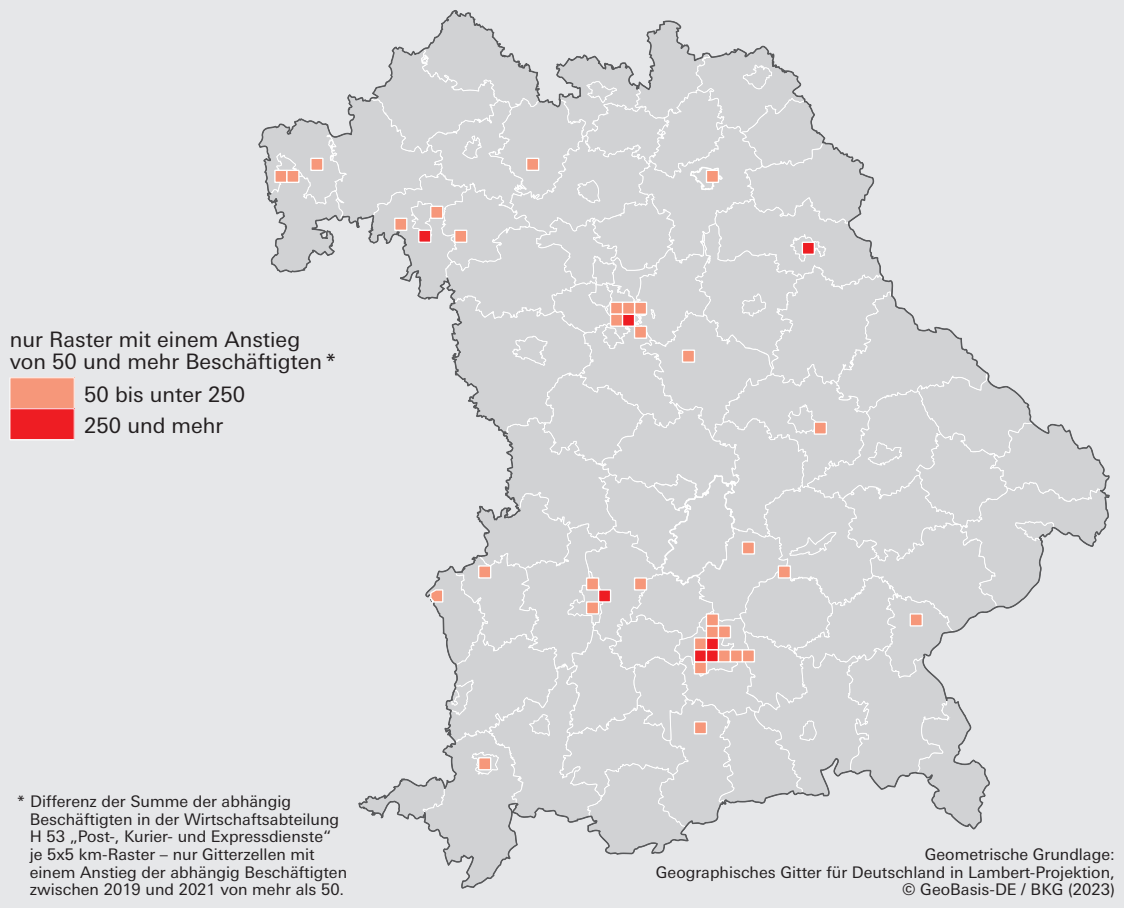 nur Raster mit einem Anstieg
von 50 und mehr Beschäftigten *
50 bis unter 250
250 und mehr
* Differenz der Summe der abhängig
Beschäftigten in der Wirtschaftsabteilung
H 53 „Post-, Kurier- und Expressdienste“
je 5x5 km-Raster – nur Gitterzellen mit
einem Anstieg der abhängig Beschäftigten
zwischen 2019 und 2021 von mehr als 50.
Geometrische Grundlage:
Geographisches Gitter für Deutschland in Lambert-Projektion,
© GeoBasis-DE / BKG (2023)